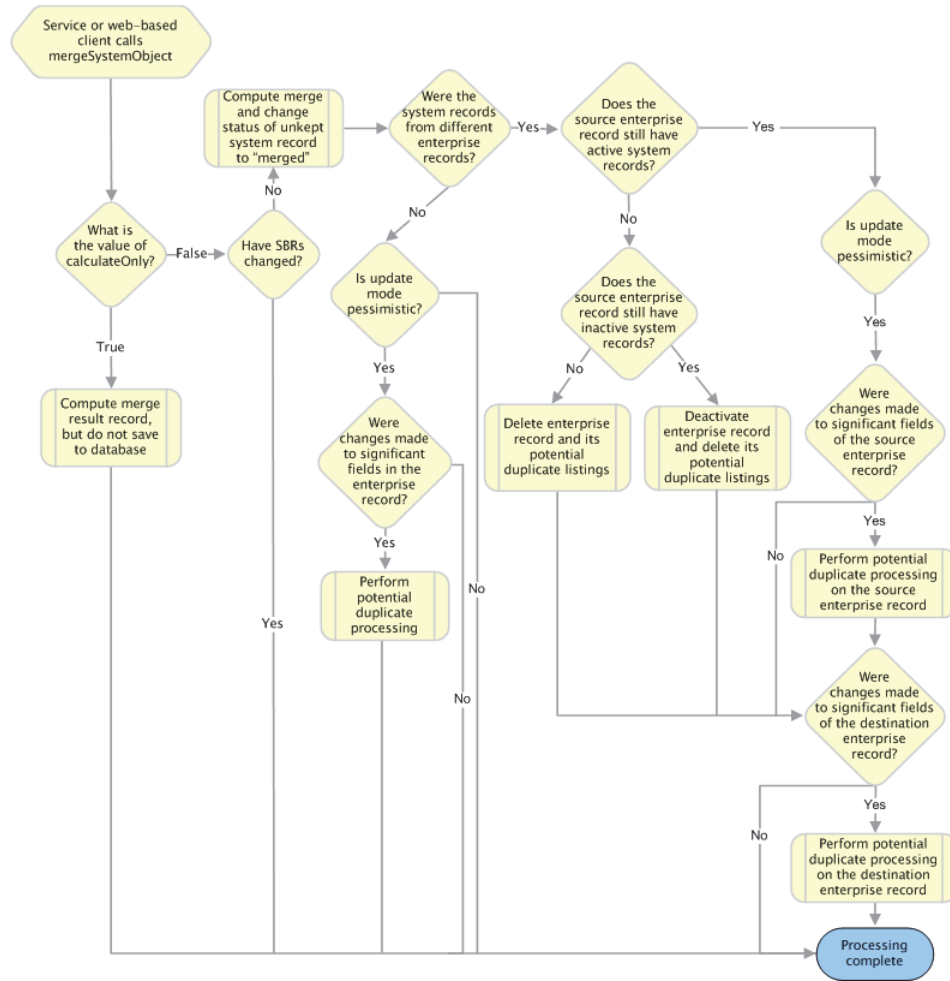 Service or web-based
client calls
mergeSystemObject
Compute merge
and change
status of unkept
system record
to “merged”
Were the
system records
from different
enterprise
records?
Yes
Does the
source enterprise
record still have
active system
records?
Yes
No
No
No
What is
the value of
calculateOnly?
False
Have SBRs
changed?
Is update
mode
pessimistic?
Does the
source enterprise
record still have
inactive system
records?
Is update
mode
pessimistic?
Yes
True
Yes
No
Yes
Compute merge
result record,
but do not save
to database
Were
changes made
to significant
fields in the
enterprise
record?
Delete enterprise
record and its
potential
duplicate listings
Deactivate
enterprise record
and delete its
potential
duplicate listings
Were
changes made
to significant fields
of the source
enterprise
record?
Yes
Yes
No
Perform
potential
duplicate
processing
No
Yes
No
Perform potential
duplicate processing
on the source
enterprise record
Were
changes made
to significant fields
of the destination
enterprise
record?
Yes
No
Perform potential
duplicate processing
on the destination
enterprise record
Processing
complete